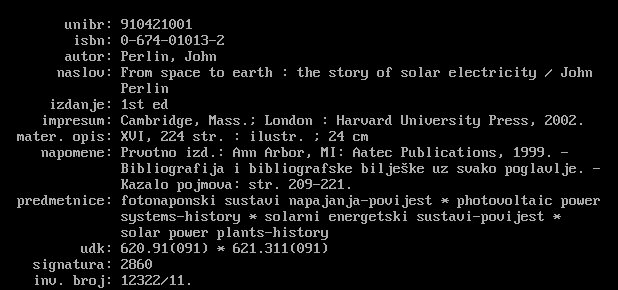 unibr: 910421001
isbn: 0-674-01013-2
autor: Perlin, John
naslov: From space to earth : the story of solar electricity / John
Perlin
izdanje: 1st ed
impresum: Cambridge, Mass.; London : Harvard University Press, 2002.
mater. opis: XVI, 224 str. : ilustr. ; 24 cm
napomene: Prvotno izd.: Ann Arbor, MI: Aatec Publications, 1999. -
Bibliografija i bibliografske bilješke uz svako poglavlje. -
Kazalo pojmova: str. 209-221.
predmetnice: fotonaponski sustavi napajanja-povijest * photovoltaic power
systems-history * solarni energetski sustavi-povijest *
solar power plants-history
udk: 620.91(091) * 621.311(091)
signatura: 2860
inv. broj: 12322/11.